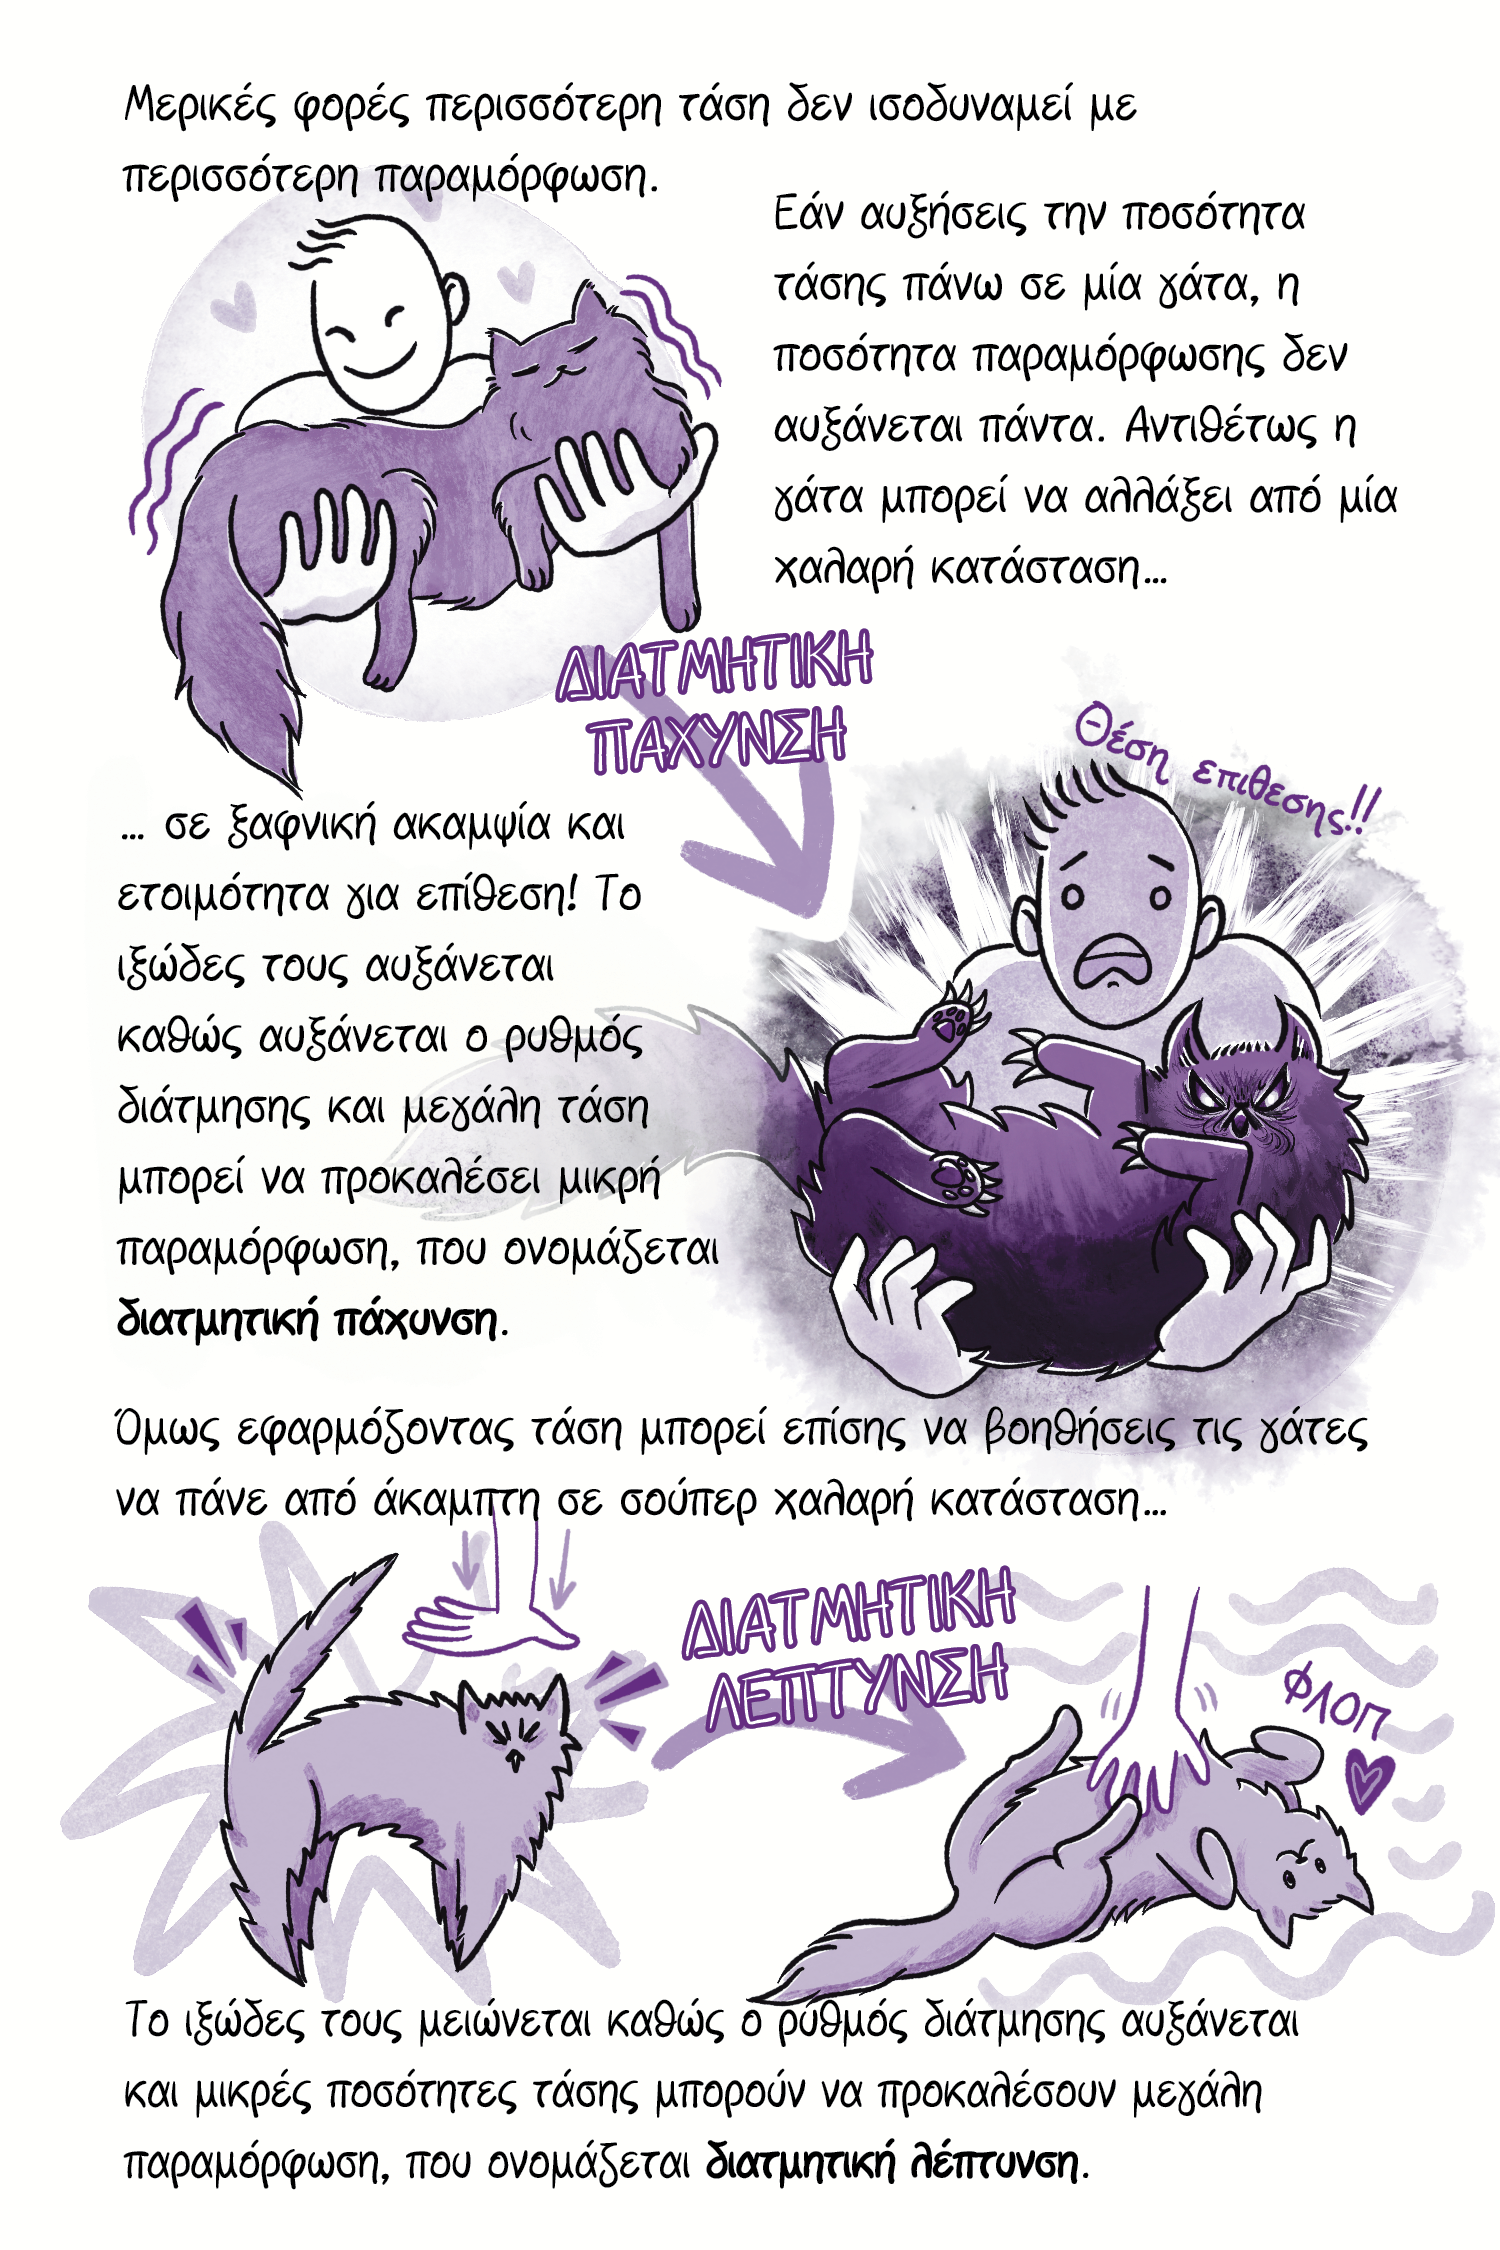 Μερικές φορές περισσότερη τάση δεν ισοδυναμεί με
περισσότερη παραμόρφωση.
Εάν αυξήσεις την ποσότητα
τάσης πάνω σε μία γάτα, η
ποσότητα παραμόρφωσης δεν
αυξάνεται πάντα. Αντιθέτως η
γάτα μπορεί να αλλάξει από μία
χαλαρή κατάσταση...
ΔΙΑΤΜΗΤΙΚΗ
ΠΑΧΥΝΣΗ
Θέση επιθεσης!!
... σε ξαφνική ακαμψία και
ετοιμότητα για επίθεση! Το
ιξώδες τους αυξάνεται
καθώς αυξάνεται ο ρυθμός
διάτμησης και μεγάλη τάση
μπορεί να προκαλέσει μικρή
παραμόρφωση, που ονομάζεται
διατμητική πάχυνση.
Όμως εφαρμόζοντας τάση μπορεί επίσης να βοηθήσεις τις γάτες
να πάνε από άκαμπτη σε σούπερ χαλαρή κατάσταση...
ΔΙΑΤΜΗΤΙΚΗ
ΛΕΠΤΥΝΣΗ
ΦΛΟΠ
Το ιξώδες τους μειώνεται καθώς ο ρύθμός διάτμησης αυξάνεται
και μικρές ποσότητες τάσης μπορούν να προκαλέσουν μεγάλη
παραμόρφωση, που ονομάζεται διατμητική λέπτυνση.